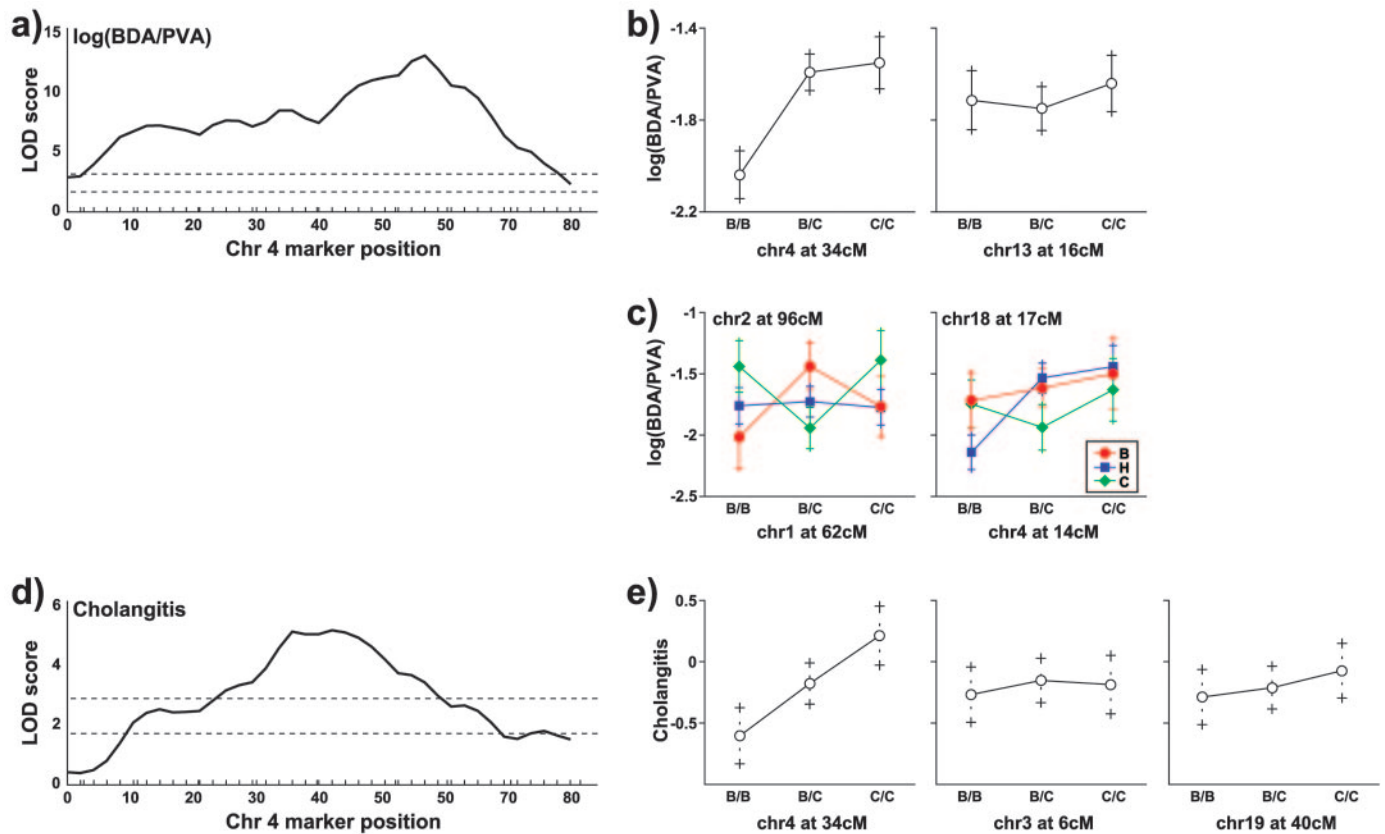 a)
log(BDA/PVA)
LOD score
15
10
5
0
0 10 20 30 40 50 60 70 80
Chr 4 marker position
b)
log(BDA/PVA)
-1.4
-1.8
-2.2
B/B B/C C/C
chr4 at 34cM
B/B B/C C/C
chr13 at 16cM
c)
log(BDA/PVA)
-1
-1.5
-2
-2.5
chr2 at 96cM
B/B B/C C/C
chr1 at 62cM
chr18 at 17cM
B
H
C
B/B B/C C/C
chr4 at 14cM
d)
Cholangitis
LOD score
6
4
2
0
0 10 20 30 40 50 60 70 80
Chr 4 marker position
e)
Cholangitis
0.5
0
-0.5
B/B B/C C/C
chr4 at 34cM
B/B B/C C/C
chr3 at 6cM
B/B B/C C/C
chr19 at 40cM